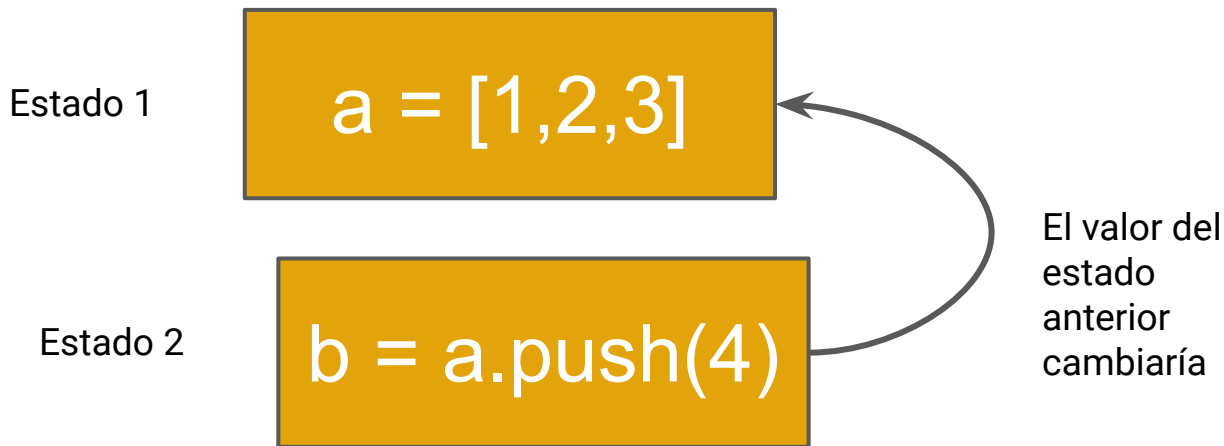 Estado 1
a = [1,2,3]
El valor del
estado
anterior
cambiaría
Estado 2
b = a.push(4)